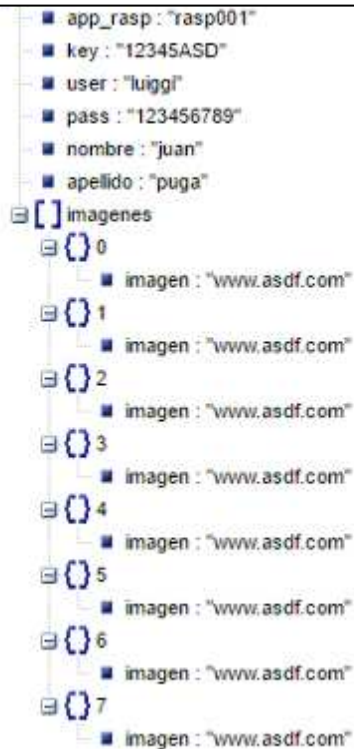 app_rasp : "rasp001"
key : "12345ASD"
user : "luiggi"
pass : "123456789"
nombre : "juan"
apellido : "puga"
[ ] imagenes
{ } 0
imagen : "www.asdf.com"
{ } 1
imagen : "www.asdf.com"
{ } 2
imagen : "www.asdf.com"
{ } 3
imagen : "www.asdf.com"
{ } 4
imagen : "www.asdf.com"
{ } 5
imagen : "www.asdf.com"
{ } 6
imagen : "www.asdf.com"
{ } 7
imagen : "www.asdf.com"